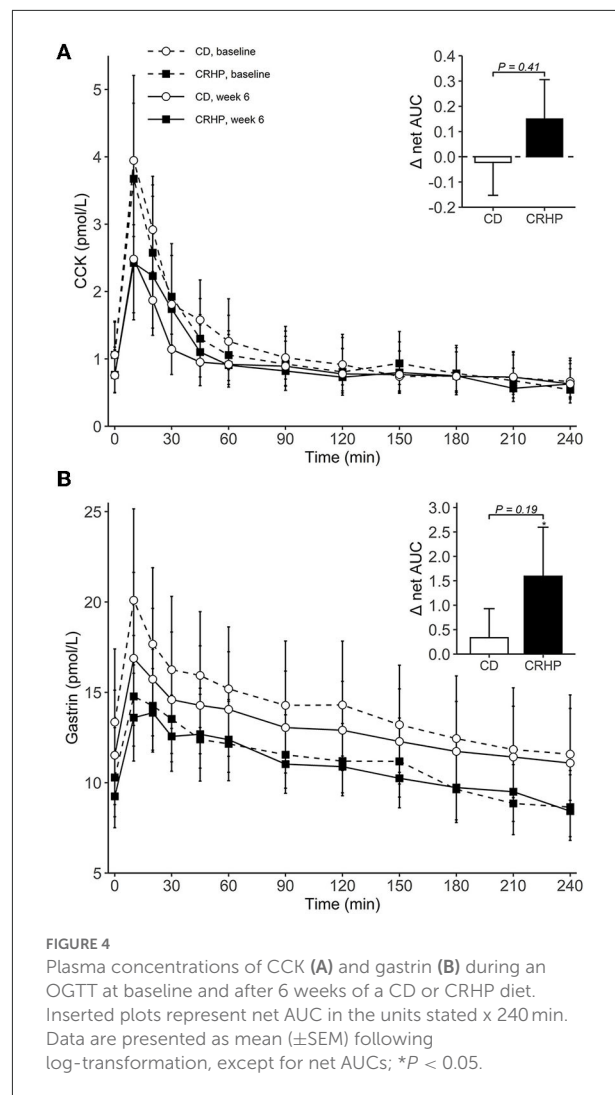 A
CD, baseline
CRHP, baseline
CD, week 6
CRHP, week 6
5
4
3
2
1
0
CCK (pmol/L)
0 30 60 90 120 150 180 210 240
Time (min)
P = 0.41
0.4
0.3
0.2
0.1
0.0
-0.1
-0.2
Δ net AUC
CD CRHP
B
25
20
15
10
5
Gastrin (pmol/L)
0 30 60 90 120 150 180 210 240
Time (min)
P = 0.19
*
3.0
2.5
2.0
1.5
1.0
0.5
0.0
Δ net AUC
CD CRHP
FIGURE 4
Plasma concentrations of CCK (A) and gastrin (B) during an
OGTT at baseline and after 6 weeks of a CD or CRHP diet.
Inserted plots represent net AUC in the units stated x 240 min.
Data are presented as mean (±SEM) following
log-transformation, except for net AUCs; *P < 0.05.